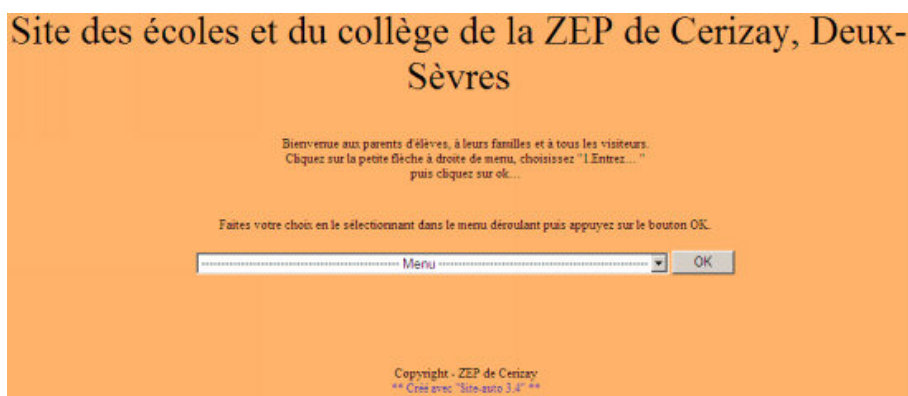 Site des écoles et du collège de la ZEP de Cerizay, Deux-
Sèvres
Bienvenue aux parents d'élèves, à leurs familles et à tous les visiteurs.
Cliquez sur la petite flèche à droite de menu, choisissez "1.Entrez... "
puis cliquez sur ok...
Faites votre choix en le sélectionnant dans le menu déroulant puis appuyez sur le bouton OK.
---------------------------------------------------- Menu ------------------------------------------------------- OK
Copyright - ZEP de Cerizay
** Créé avec "Site-auto 3.4" **